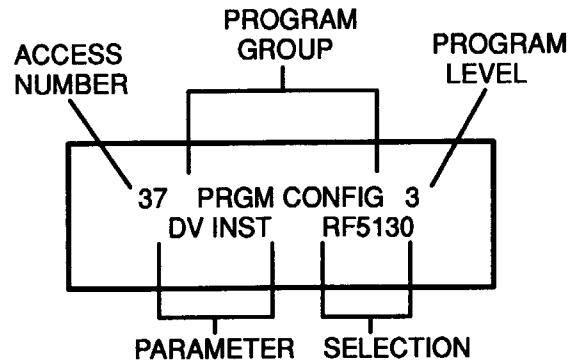 PROGRAM
GROUP
ACCESS
NUMBER
PROGRAM
LEVEL
37 PRGM CONFIG 3
DV INST RF5130
PARAMETER SELECTION